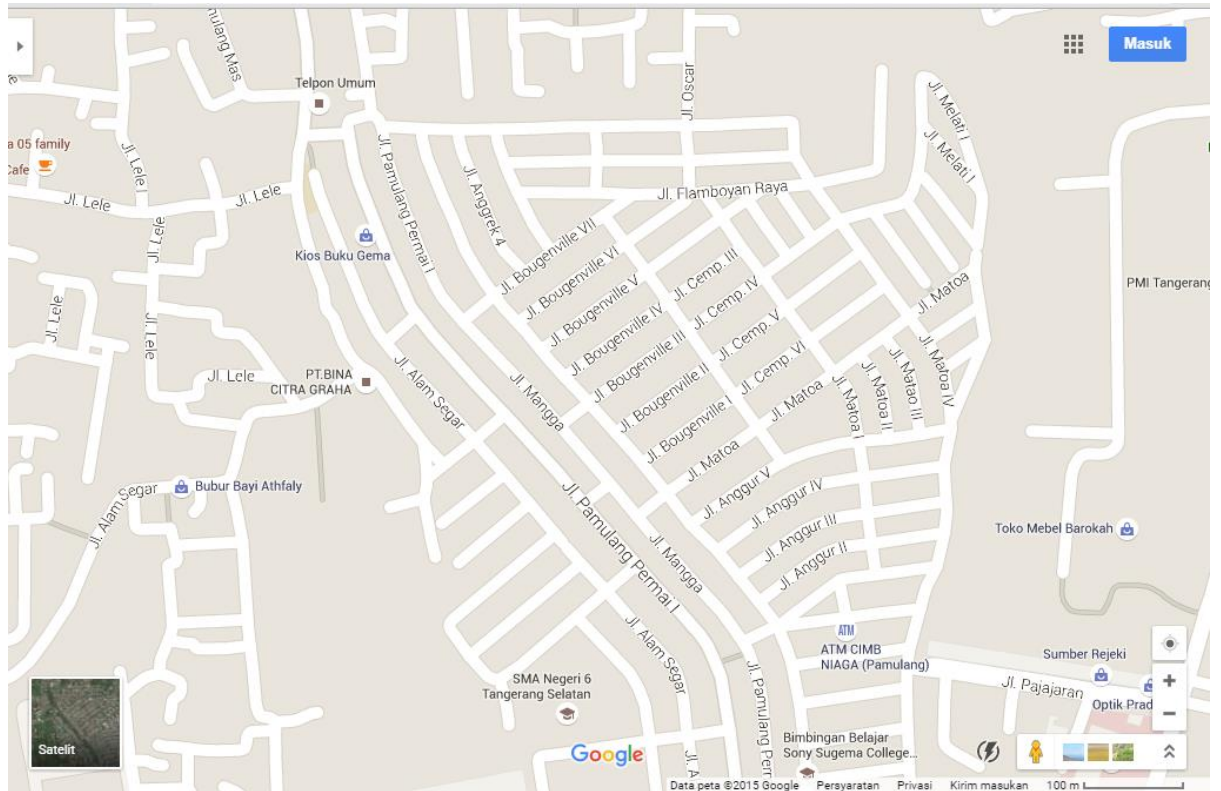 Masuk
Pamulang Mas
Telpon Umum
Jl. Oscar
Jl. Melati I
Jl. Melati I
a 05 family
Cafe
Jl. Lele I
Jl. Lele
Jl. Lele
Jl. Lele
Jl. Pamulang Permai I
Jl. Anggrek 4
Jl. Flamboyan Raya
Kios Buku Gema
Jl. Bougenville VII
Jl. Bougenville VI
Jl. Bougenville V
Jl. Bougenville IV
Jl. Bougenville III
Jl. Bougenville II
Jl. Bougenville I
Jl. Cemp. III
Jl. Cemp. IV
Jl. Cemp. V
Jl. Cemp. VI
Jl. Matoa
PMI Tangerang
Jl. Lele
Jl. Lele
Jl. Lele
PT.BINA
CITRA GRAHA
Jl. Alam Segar
Jl. Mangga
Jl. Matoa
Jl. Matoa I
Jl. Matoa II
Jl. Matao III
Jl. Matoa IV
Jl. Matoa
Jl. Alam Segar
Bubur Bayi Athfaly
Jl. Pamulang Permai I
Jl. Mangga
Jl. Anggur V
Jl. Anggur IV
Jl. Anggur III
Jl. Anggur II
Toko Mebel Barokah
ATM
ATM CIMB
NIAGA (Pamulang)
Sumber Rejeki
Jl. Alam Segar
SMA Negeri 6
Tangerang Selatan
Jl. Pamulang Perm
Jl. Pajajaran
Optik Prad
Bimbingan Belajar
Sony Sugema College...
Satelit
Google
Jl. A
Data peta ©2015 Google
Persyaratan
Privasi
Kirim masukan
100 m